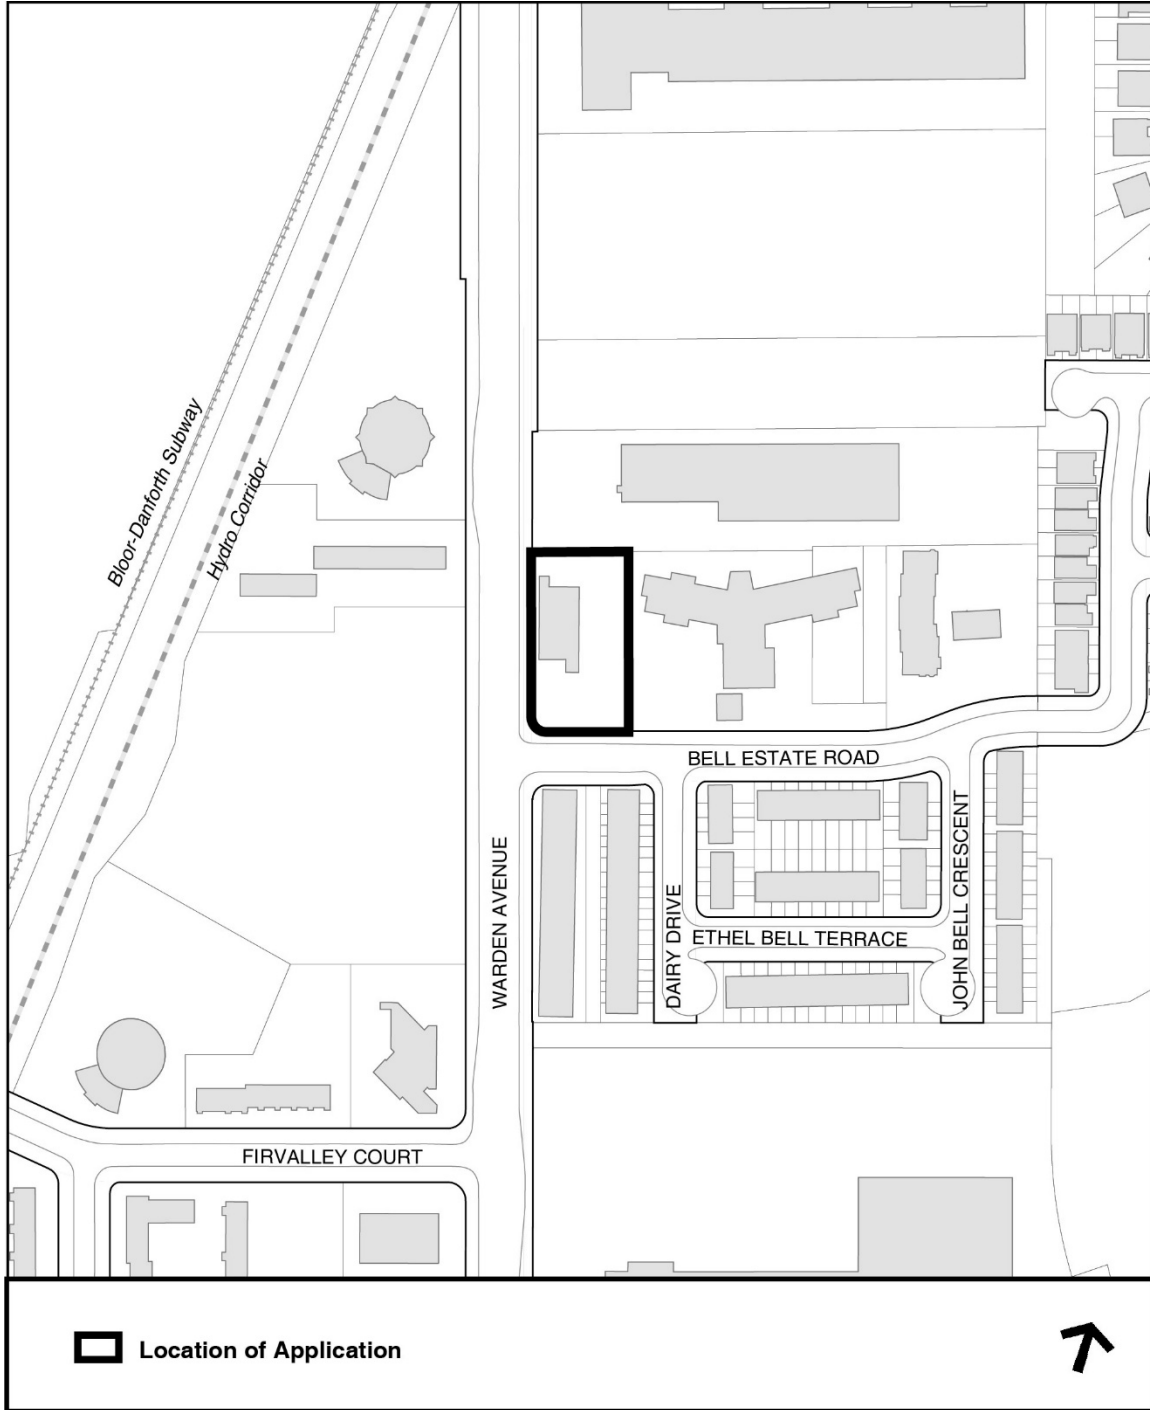 Bloor-Danforth Subway
Hydro Corridor
BELL ESTATE ROAD
WARDEN AVENUE
DAIRY DRIVE
ETHEL BELL TERRACE
JOHN BELL CRESCENT
FIRVALLEY COURT
Location of Application